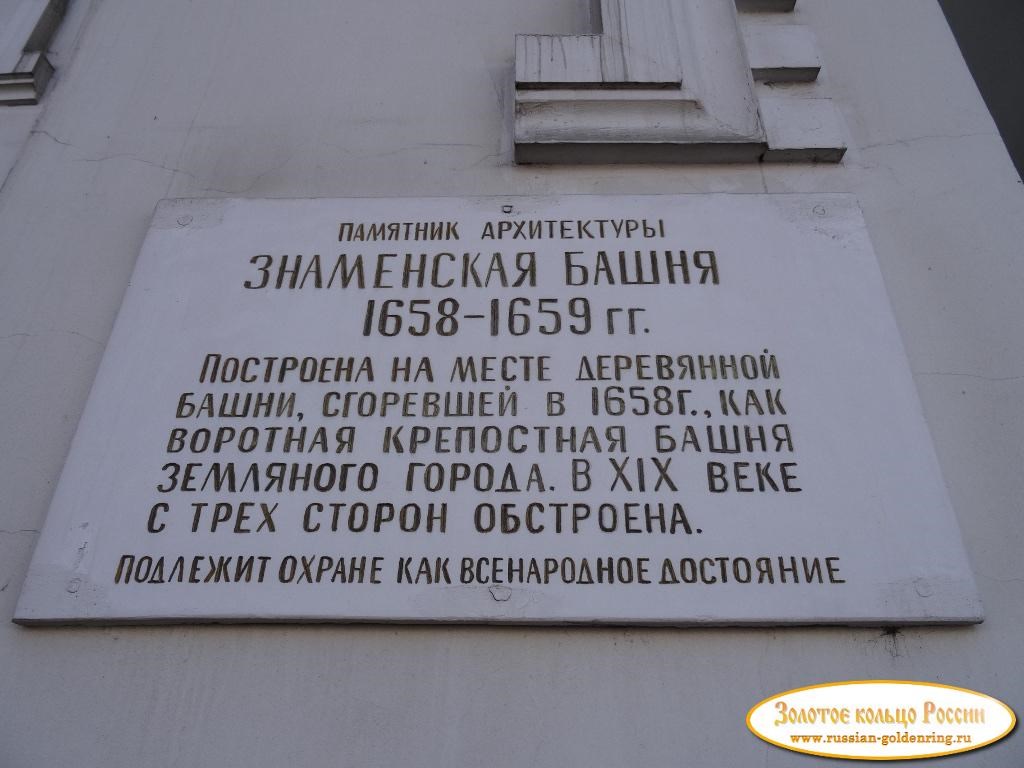 ПАМЯТНИК АРХИТЕКТУРЫ
ЗНАМЕНСКАЯ БАШНЯ
1658-1659 гг.
ПОСТРОЕНА НА МЕСТЕ ДЕРЕВЯННОЙ
БАШНИ, СГОРЕВШЕЙ В 1658г., КАК
ВОРОТНАЯ КРЕПОСТНАЯ БАШНЯ
ЗЕМЛЯНОГО ГОРОДА. В XIX ВЕКЕ
С ТРЕХ СТОРОН ОБСТРОЕНА.
ПОДЛЕЖИТ ОХРАНЕ КАК ВСЕНАРОДНОЕ ДОСТОЯНИЕ
Золотое кольцо России
www.russian-goldenring.ru